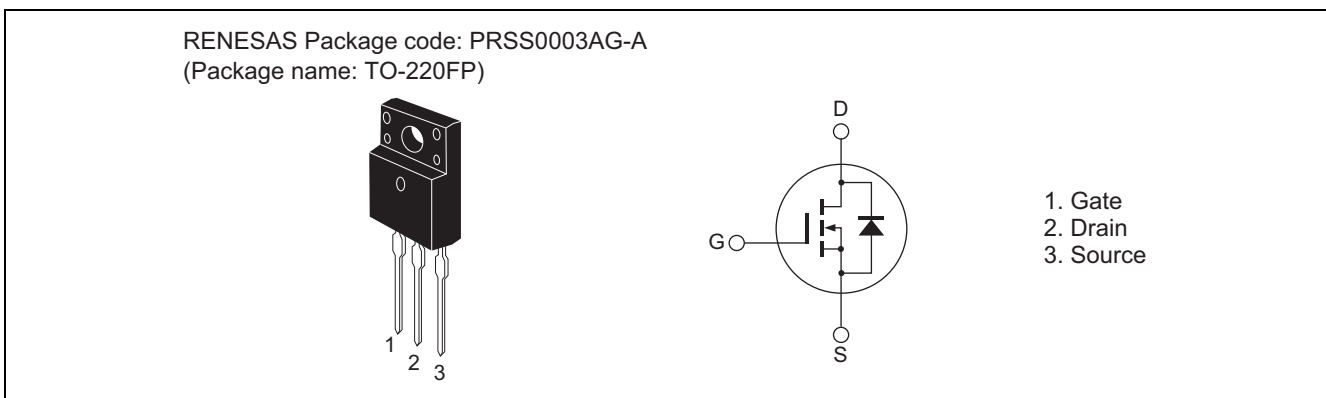 RENESAS Package code: PRSS0003AG-A
(Package name: TO-220FP)
1
2
3
D
G
S
1. Gate
2. Drain
3. Source